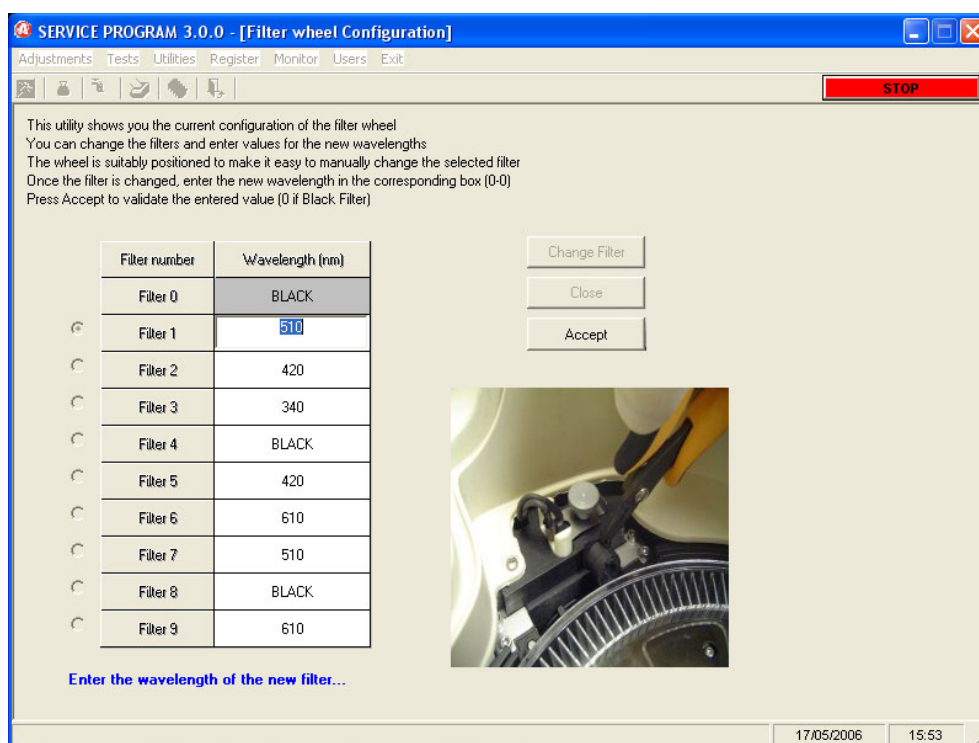 SERVICE PROGRAM 3.0.0 - [Filter wheel Configuration]
Adjustments Tests Utilities Register Monitor Users Exit
STOP
This utility shows you the current configuration of the filter wheel
You can change the filters and enter values for the new wavelengths
The wheel is suitably positioned to make it easy to manually change the selected filter
Once the filter is changed, enter the new wavelength in the corresponding box (0-0)
Press Accept to validate the entered value (0 if Black Filter)
Filter number Wavelength (nm)
Filter 0 BLACK
Filter 1 510
Filter 2 420
Filter 3 340
Filter 4 BLACK
Filter 5 420
Filter 6 610
Filter 7 510
Filter 8 BLACK
Filter 9 610
Change Filter
Close
Accept
Enter the wavelength of the new filter...
17/05/2006 15:53